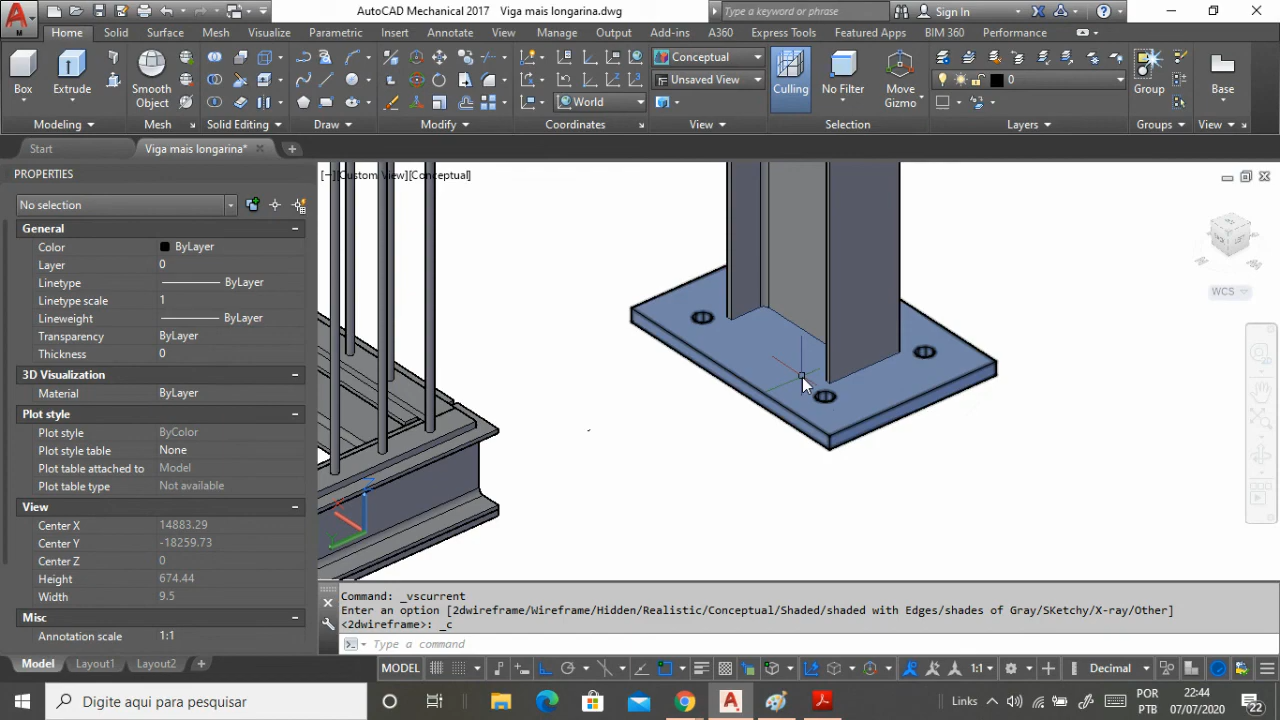 AutoCAD Mechanical 2017 Viga mais longarina.dwg
Type a keyword or phrase
Sign In
Home Solid Surface Mesh Visualize Parametric Insert Annotate View Manage Output Add-ins A360 Express Tools Featured Apps BIM 360 Performance
Box
Extrude
Smooth Object
Conceptual
Unsaved View
World
Culling
No Filter
Move Gizmo
0
Group
Base
Modeling Mesh Solid Editing Draw Modify Coordinates View Selection Layers Groups View
Start
Viga mais longarina*
PROPERTIES
No selection
General
Color ByLayer
Layer 0
Linetype ByLayer
Linetype scale 1
Lineweight ByLayer
Transparency ByLayer
Thickness 0
3D Visualization
Material ByLayer
Plot style
Plot style ByColor
Plot style table None
Plot table attached to Model
Plot table type Not available
View
Center X 14883.29
Center Y -18259.73
Center Z 0
Height 674.44
Width 9.5
Misc
Annotation scale 1:1
[−][Custom View][Conceptual]
WCS
Z
Command: _vscurrent
Enter an option [2dwireframe/Wireframe/Hidden/Realistic/Conceptual/Shaded/shaded with Edges/shades of Gray/SKetchy/X-ray/Other]
<2dwireframe>: _c
Type a command
Model Layout1 Layout2
MODEL
1:1
Decimal
Digite aqui para pesquisar
Links
POR
PTB
22:44
07/07/2020
22